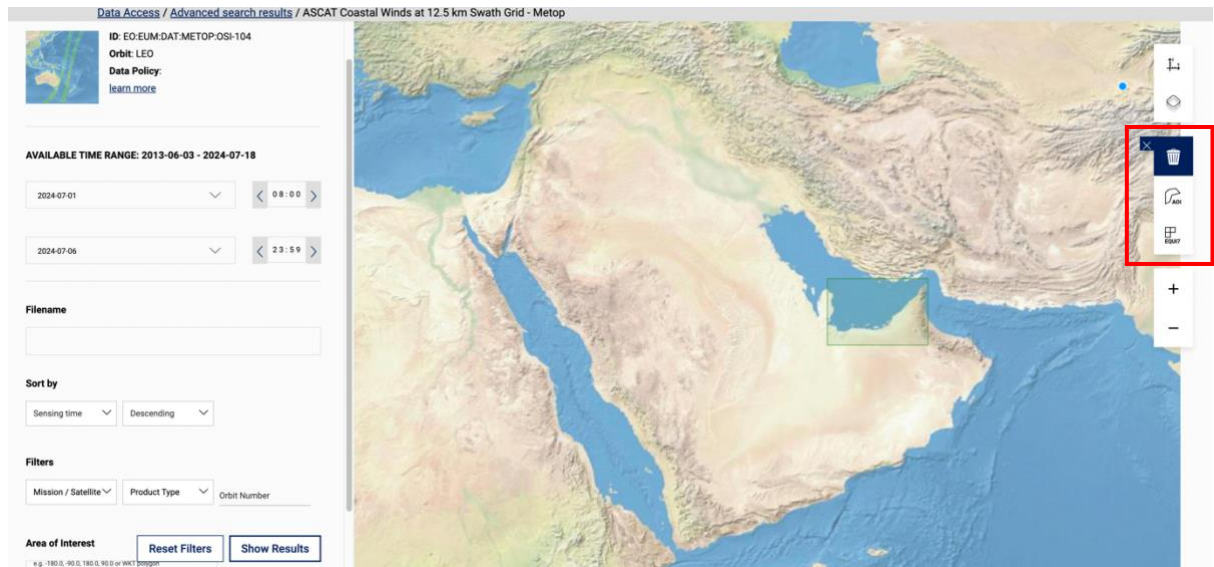 Data Access / Advanced search results / ASCAT Coastal Winds at 12.5 km Swath Grid - Metop
ID: EO:EUM:DAT:METOP:OSI-104
Orbit: LEO
Data Policy:
learn more
AVAILABLE TIME RANGE: 2013-06-03 - 2024-07-18
2024-07-01
08:00
2024-07-06
23:59
Filename
Sort by
Sensing time
Descending
Filters
Mission / Satellite
Product Type
Orbit Number
Area of Interest
Reset Filters
Show Results
e.g. -180.0, -90.0, 180.0, 90.0 or WKT polygon
AOI
EQUI7